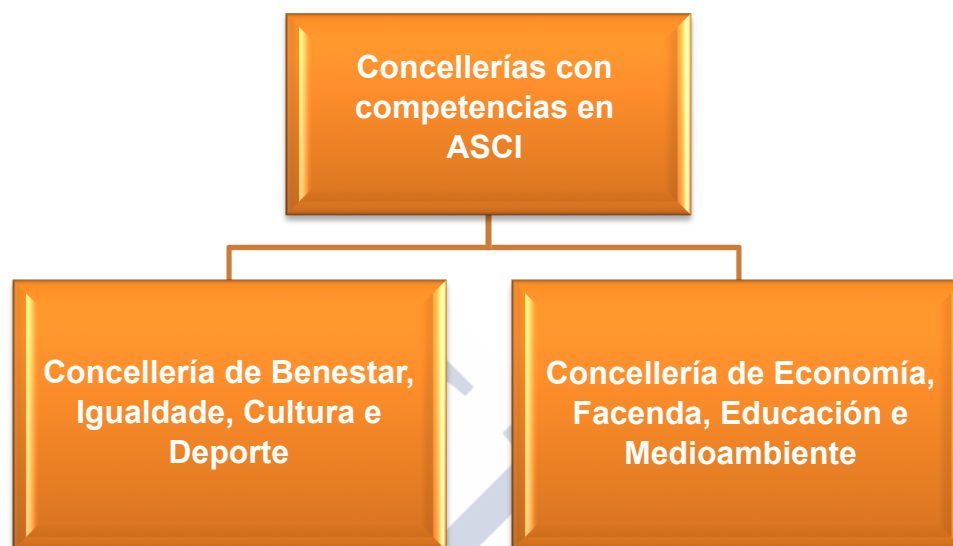 Concellerías con
competencias en
ASCI
Concellería de Benestar,
Igualdade, Cultura e
Deporte
Concellería de Economía,
Facenda, Educación e
Medioambiente